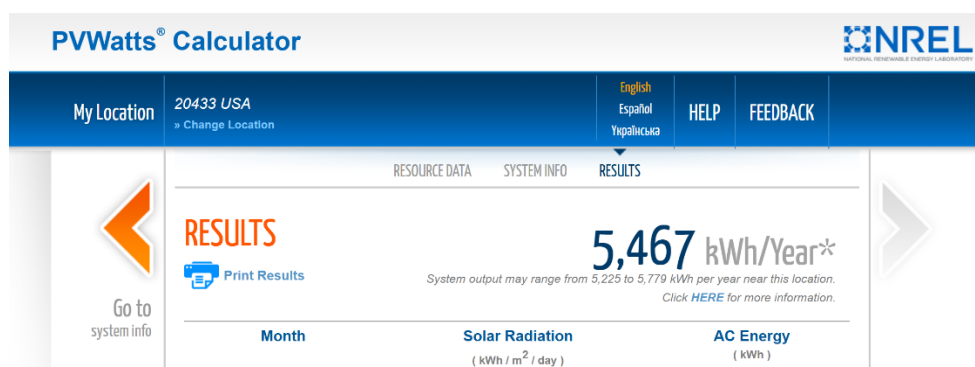 PVWatts® Calculator
NREL
NATIONAL RENEWABLE ENERGY LABORATORY
My Location
20433 USA
» Change Location
English
Español
Українська
HELP
FEEDBACK
RESOURCE DATA SYSTEM INFO RESULTS
RESULTS
Print Results
5,467 kWh/Year*
System output may range from 5,225 to 5,779 kWh per year near this location.
Click HERE for more information.
Go to
system info
Month Solar Radiation AC Energy
( kWh / m² / day ) ( kWh )